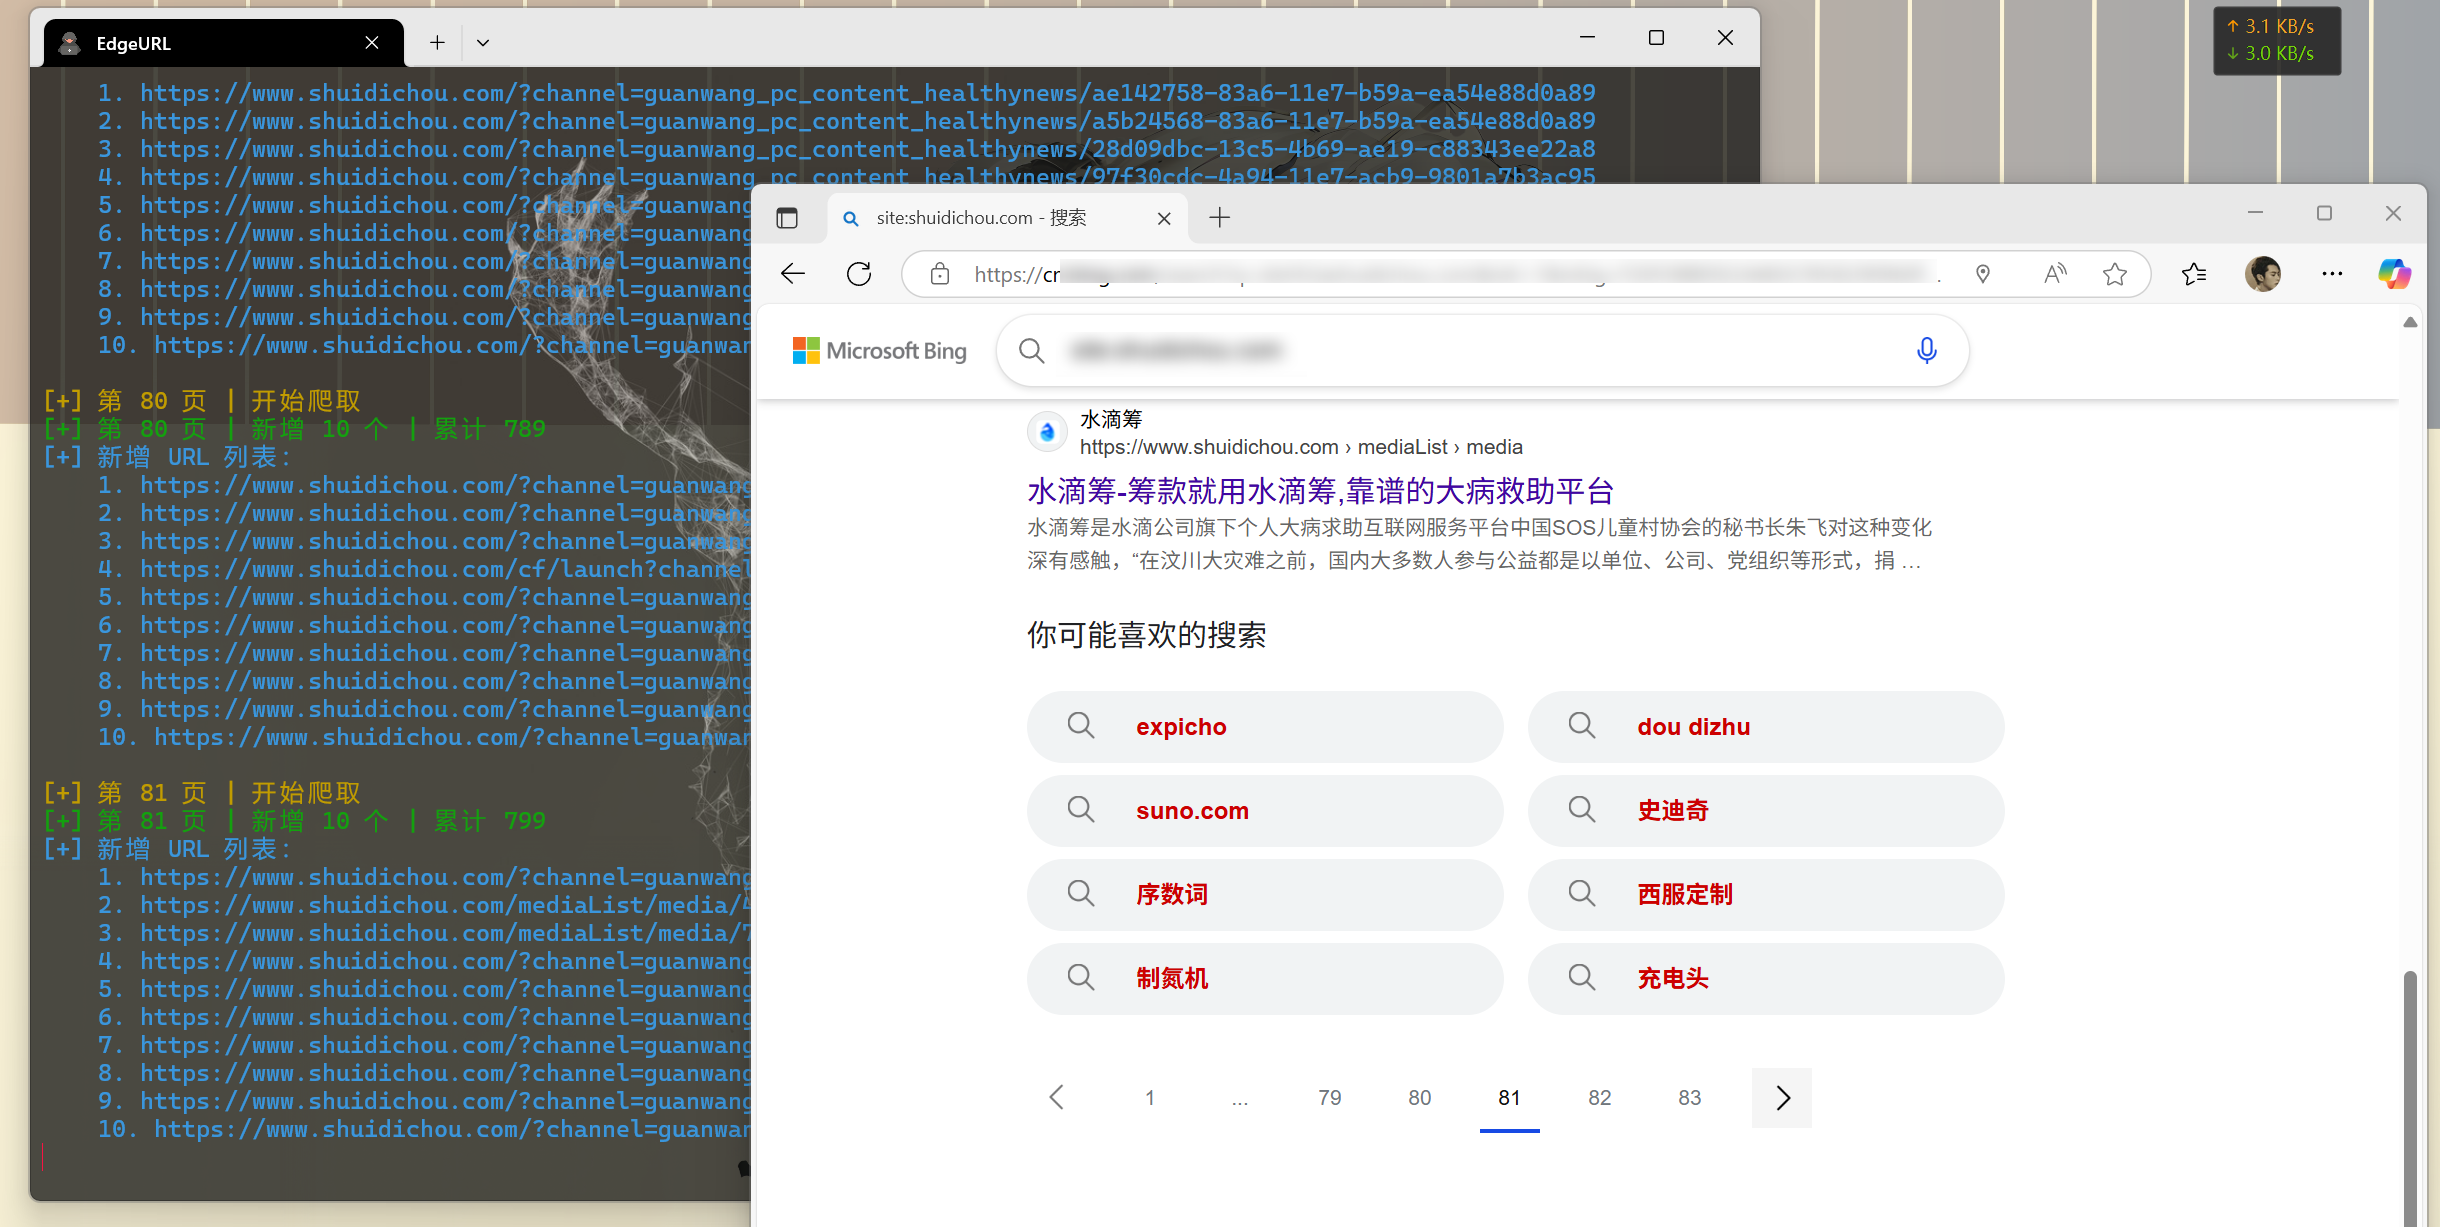 EdgeURL
↑ 3.1 KB/s
↓ 3.0 KB/s
1. https://www.shuidichou.com/?channel=guanwang_pc_content_healthynews/ae142758-83a6-11e7-b59a-ea54e88d0a89
2. https://www.shuidichou.com/?channel=guanwang_pc_content_healthynews/a5b24568-83a6-11e7-b59a-ea54e88d0a89
3. https://www.shuidichou.com/?channel=guanwang_pc_content_healthynews/28d09dbc-13c5-4b69-ae19-c88343ee22a8
4. https://www.shuidichou.com/?channel=guanwang_pc_content_healthynews/97f30cdc-4a94-11e7-acb9-9801a7b3ac95
5. https://www.shuidichou.com/?channel=guanwang
6. https://www.shuidichou.com/?channel=guanwang
7. https://www.shuidichou.com/?channel=guanwang
8. https://www.shuidichou.com/?channel=guanwang
9. https://www.shuidichou.com/?channel=guanwang
10. https://www.shuidichou.com/?channel=guanwan
[+] 第 80 页 | 开始爬取
[+] 第 80 页 | 新增 10 个 | 累计 789
[+] 新增 URL 列表:
1. https://www.shuidichou.com/?channel=guanwang
2. https://www.shuidichou.com/?channel=guanwang
3. https://www.shuidichou.com/?channel=guanwang
4. https://www.shuidichou.com/cf/launch?channel
5. https://www.shuidichou.com/?channel=guanwang
6. https://www.shuidichou.com/?channel=guanwang
7. https://www.shuidichou.com/?channel=guanwang
8. https://www.shuidichou.com/?channel=guanwang
9. https://www.shuidichou.com/?channel=guanwang
10. https://www.shuidichou.com/?channel=guanwan
[+] 第 81 页 | 开始爬取
[+] 第 81 页 | 新增 10 个 | 累计 799
[+] 新增 URL 列表:
1. https://www.shuidichou.com/?channel=guanwang
2. https://www.shuidichou.com/mediaList/media/4
3. https://www.shuidichou.com/mediaList/media/7
4. https://www.shuidichou.com/?channel=guanwang
5. https://www.shuidichou.com/?channel=guanwang
6. https://www.shuidichou.com/?channel=guanwang
7. https://www.shuidichou.com/?channel=guanwang
8. https://www.shuidichou.com/?channel=guanwang
9. https://www.shuidichou.com/?channel=guanwang
10. https://www.shuidichou.com/?channel=guanwan
site:shuidichou.com - 搜索
https://cn
Microsoft Bing
水滴筹
https://www.shuidichou.com › mediaList › media
水滴筹-筹款就用水滴筹,靠谱的大病救助平台
水滴筹是水滴公司旗下个人大病求助互联网服务平台中国SOS儿童村协会的秘书长朱飞对这种变化
深有感触，“在汶川大灾难之前，国内大多数人参与公益都是以单位、公司、党组织等形式，捐 …
你可能喜欢的搜索
expicho
dou dizhu
suno.com
史迪奇
序数词
西服定制
制氮机
充电头
1 ... 79 80 81 82 83